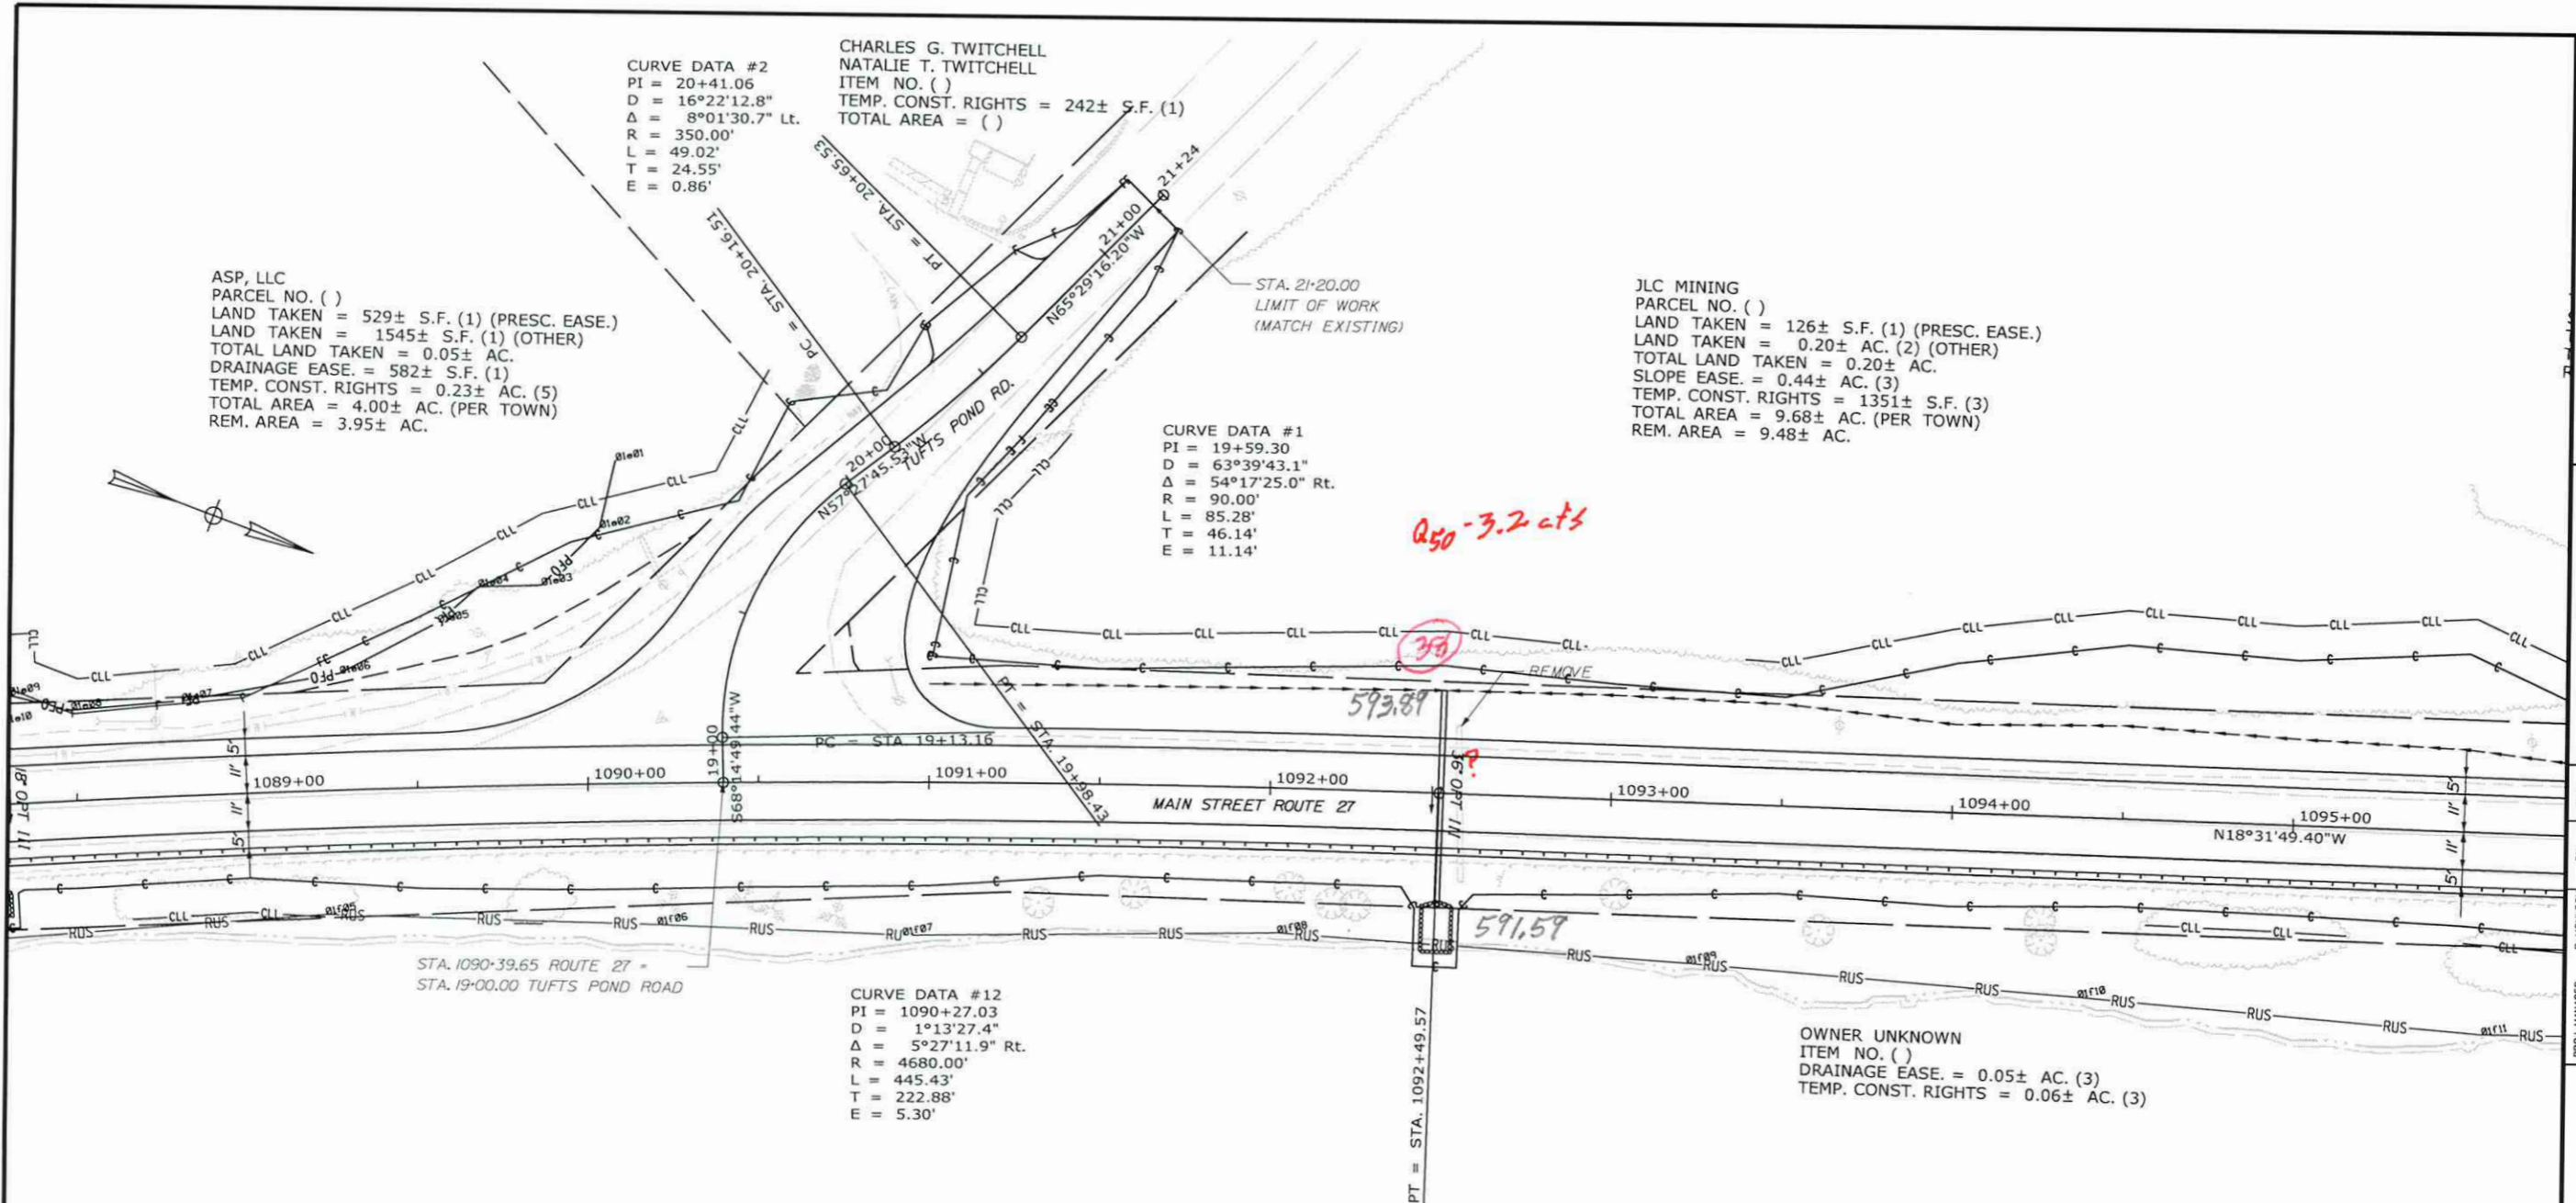 CURVE DATA #2
PI = 20+41.06
D = 16°22'12.8"
Δ = 8°01'30.7" Lt.
R = 350.00'
L = 49.02'
T = 24.55'
E = 0.86'
CHARLES G. TWITCHELL
NATALIE T. TWITCHELL
ITEM NO. ( )
TEMP. CONST. RIGHTS = 242± S.F. (1)
TOTAL AREA = ( )
PT = STA. 20+65.53
PC = STA. 20+16.51
21+24
21+00
N65°29'16.20"W
STA. 21+20.00
LIMIT OF WORK
(MATCH EXISTING)
ASP, LLC
PARCEL NO. ( )
LAND TAKEN = 529± S.F. (1) (PRESC. EASE.)
LAND TAKEN = 1545± S.F. (1) (OTHER)
TOTAL LAND TAKEN = 0.05± AC.
DRAINAGE EASE. = 582± S.F. (1)
TEMP. CONST. RIGHTS = 0.23± AC. (5)
TOTAL AREA = 4.00± AC. (PER TOWN)
REM. AREA = 3.95± AC.
JLC MINING
PARCEL NO. ( )
LAND TAKEN = 126± S.F. (1) (PRESC. EASE.)
LAND TAKEN = 0.20± AC. (2) (OTHER)
TOTAL LAND TAKEN = 0.20± AC.
SLOPE EASE. = 0.44± AC. (3)
TEMP. CONST. RIGHTS = 1351± S.F. (3)
TOTAL AREA = 9.68± AC. (PER TOWN)
REM. AREA = 9.48± AC.
TUFTS POND RD.
20+00
N57°27'45.53"W
CURVE DATA #1
PI = 19+59.30
D = 63°39'43.1"
Δ = 54°17'25.0" Rt.
R = 90.00'
L = 85.28'
T = 46.14'
E = 11.14'
Q50 - 3.2 cfs
REMOVE
593.89
19+00
S68°14'49.44"W
PC = STA. 19+13.16
PT = STA. 19+98.43
36" OPT III
?
18" OPT III
5' 11' 11' 5'
1089+00
1090+00
1091+00
1092+00
1093+00
1094+00
1095+00
MAIN STREET ROUTE 27
N18°31'49.40"W
5' 11' 11' 5'
591.59
STA. 1090+39.65 ROUTE 27 =
STA. 19+00.00 TUFTS POND ROAD
CURVE DATA #12
PI = 1090+27.03
D = 1°13'27.4"
Δ = 5°27'11.9" Rt.
R = 4680.00'
L = 445.43'
T = 222.88'
E = 5.30'
PT = STA. 1092+49.57
OWNER UNKNOWN
ITEM NO. ( )
DRAINAGE EASE. = 0.05± AC. (3)
TEMP. CONST. RIGHTS = 0.06± AC. (3)